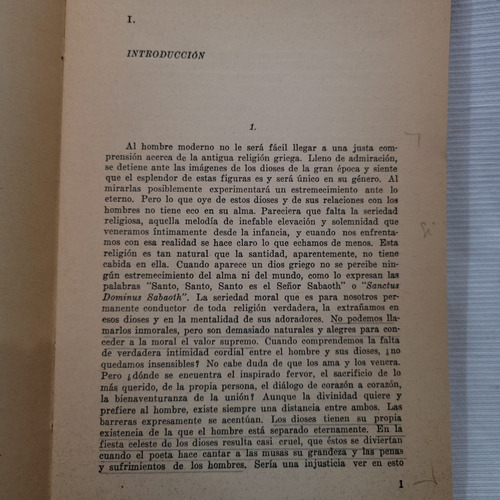 I.
INTRODUCCIÓN
1.
Al hombre moderno no le será fácil llegar a una justa com-
prensión acerca de la antigua religión griega. Lleno de admiración,
se detiene ante las imágenes de los dioses de la gran época y siente
que el esplendor de estas figuras es y será único en su género. Al
mirarlas posiblemente experimentará un estremecimiento ante lo
eterno. Pero lo que oye de estos dioses y de sus relaciones con los
hombres no tiene eco en su alma. Pareciera que falta la seriedad
religiosa, aquella melodía de inefable elevación y solemnidad que
veneramos íntimamente desde la infancia, y cuando nos enfrenta-
mos con esa realidad se hace claro lo que echamos de menos. Esta
religión es tan natural que la santidad, aparentemente, no tiene
cabida en ella. Cuando aparece un dios griego no se percibe nin-
gún estremecimiento del alma ni del mundo, como lo expresan las
palabras "Santo, Santo, Santo es el Señor Sabaoth" o "Sanctus
Dominus Sabaoth". La seriedad moral que es para nosotros per-
manente conductor de toda religión verdadera, la extrañamos en
esos dioses y en la mentalidad de sus adoradores. No podemos lla-
marlos inmorales, pero son demasiado naturales y alegres para con-
ceder a la moral el valor supremo. Cuando comprendemos la falta
de verdadera intimidad cordial entre el hombre y sus dioses, ¿no
quedamos insensibles? No cabe duda de que los ama y los venera.
Pero ¿dónde se encuentra el inspirado fervor, el sacrificio de lo
más querido, de la propia persona, el diálogo de corazón a corazón,
la bienaventuranza de la unión? Aunque la divinidad quiere y
prefiere al hombre, existe siempre una distancia entre ambos. Las
barreras expresamente se acentúan. Los dioses tienen su propia
existencia de la que el hombre está separado eternamente. En la
fiesta celeste de los dioses resulta casi cruel, que éstos se diviertan
cuando el poeta hace cantar a las musas su grandeza y las penas
y sufrimientos de los hombres. Sería una injusticia ver en esto
1